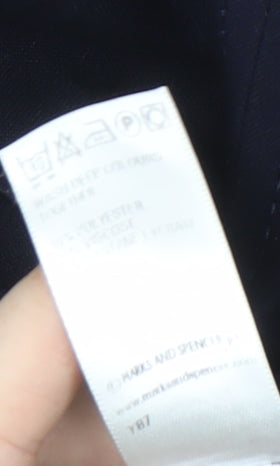 WASH DEEP COLOURS
TOGETHER
POLYESTER
VISCOSE
© MARKS AND SPENCER p.
www.marksandspencer.com
Y87